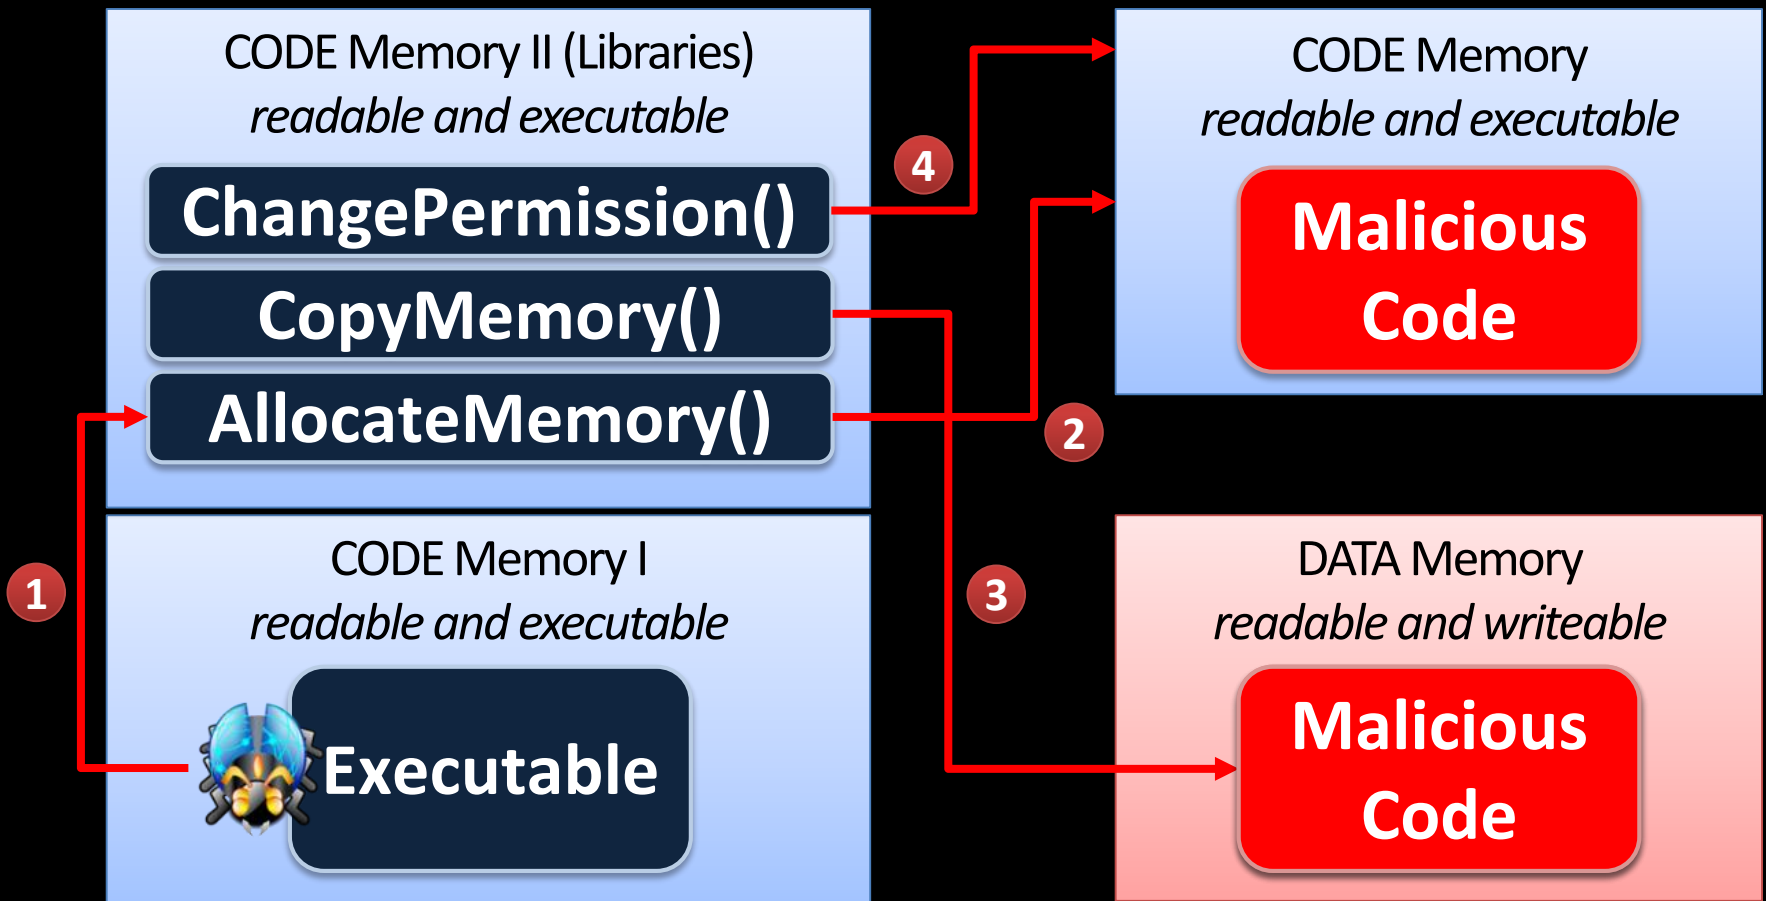 CODE Memory II (Libraries)
readable and executable
ChangePermission()
CopyMemory()
AllocateMemory()
4
CODE Memory
readable and executable
Malicious
Code
2
1
CODE Memory I
readable and executable
Executable
3
DATA Memory
readable and writeable
Malicious
Code